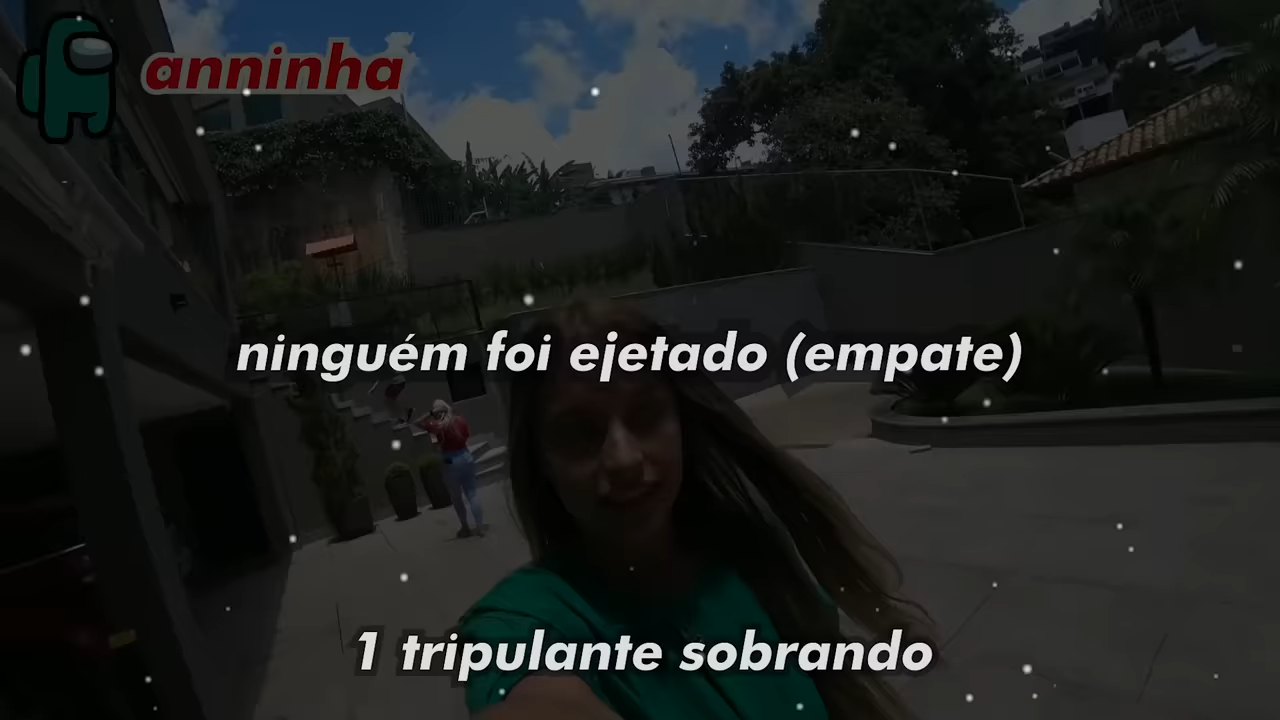 anninha
ninguém foi ejetado (empate)
1 tripulante sobrando